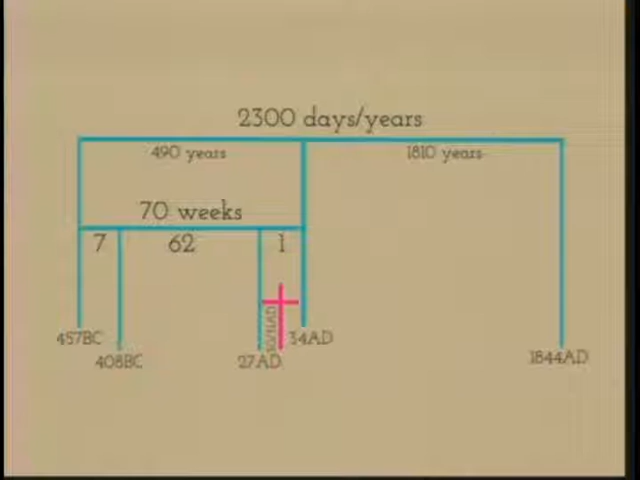 2300 days/years
490 years
1810 years
70 weeks
7
62
1
457BC
408BC
27AD
34AD
1844AD